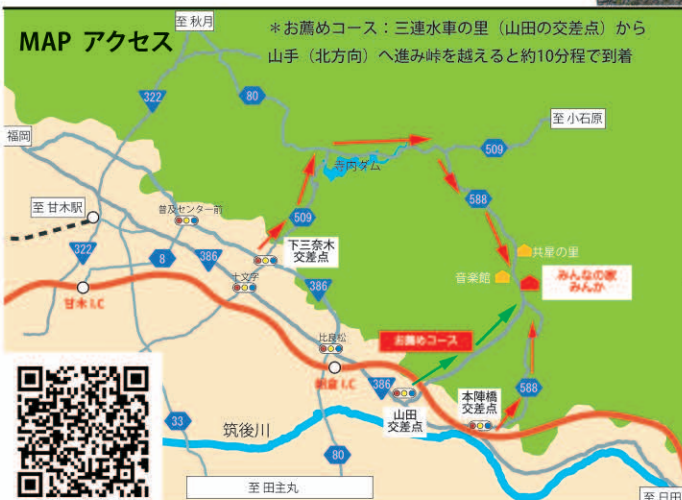 MAP アクセス
至 秋月
＊お薦めコース：三連水車の里（山田の交差点）から
山手（北方向）へ進み峠を越えると約10分程で到着
322
80
至 小石原
福岡
509
寺内ダム
588
至 甘木駅
普及センター前
509
共星の里
322
8
386
下三奈木
交差点
音楽館
みんなの家
みんか
十文字
386
甘木 I.C
お薦めコース
比良松
朝倉 I.C
386
山田
交差点
本陣橋
交差点
588
33
筑後川
80
至 田主丸
至 日田